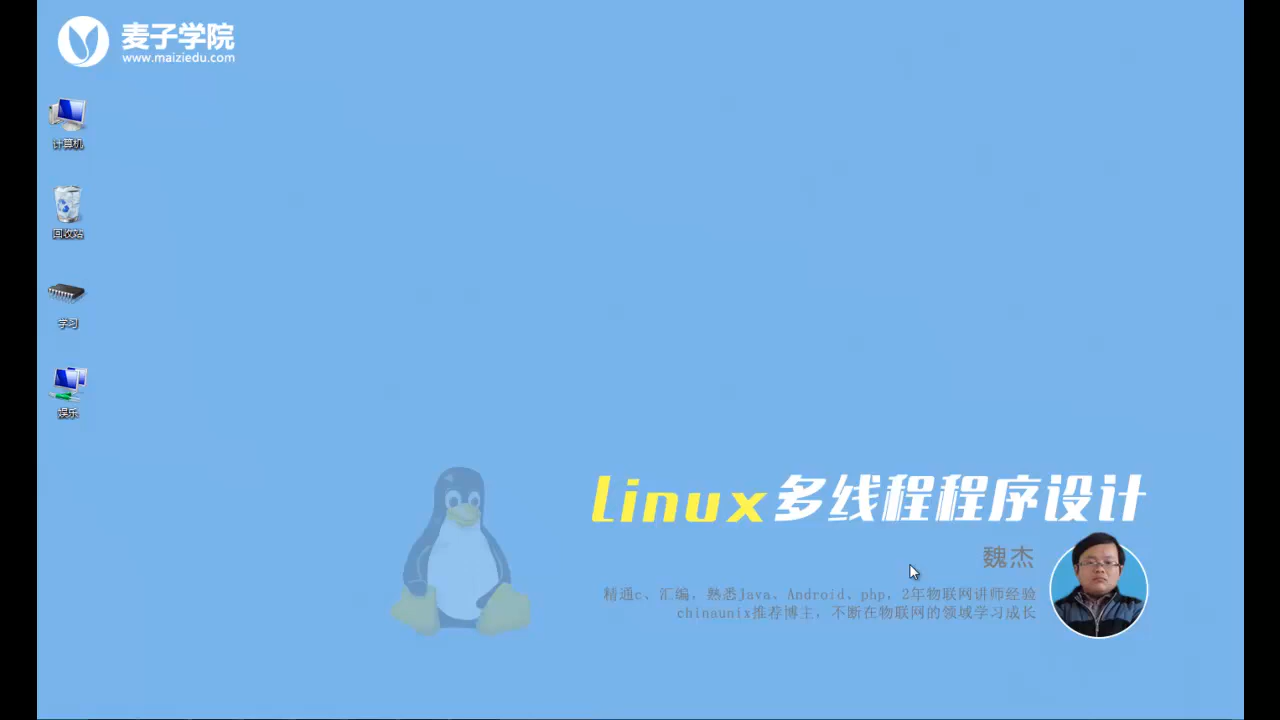 麦子学院
www.maiziedu.com
计算机
回收站
学习
娱乐
Linux多线程程序设计
魏杰
精通c、汇编，熟悉Java、Android、php，2年物联网讲师经验
chinaunix推荐博主，不断在物联网的领域学习成长